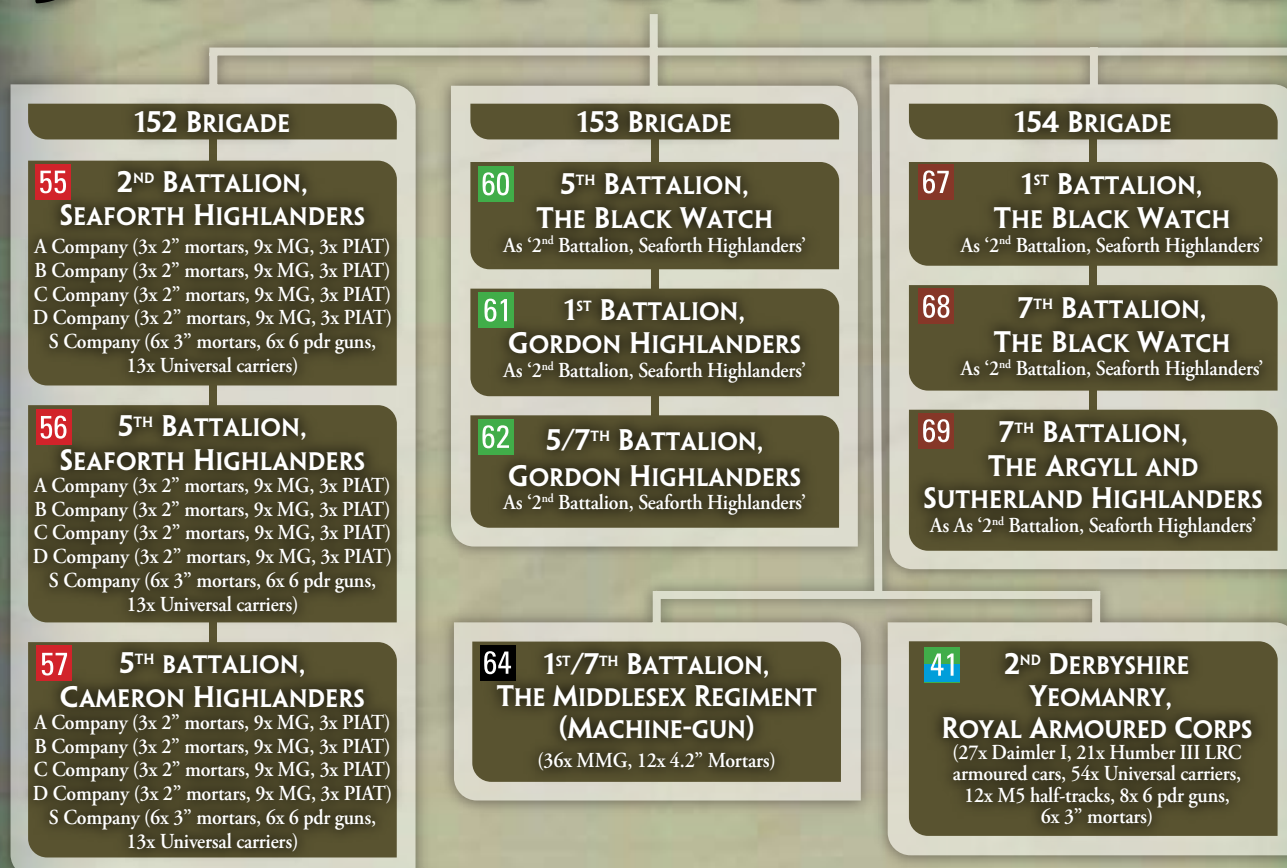 152 BRIGADE
55 2ND BATTALION,
SEAFORTH HIGHLANDERS
A Company (3x 2” mortars, 9x MG, 3x PIAT)
B Company (3x 2” mortars, 9x MG, 3x PIAT)
C Company (3x 2” mortars, 9x MG, 3x PIAT)
D Company (3x 2” mortars, 9x MG, 3x PIAT)
S Company (6x 3” mortars, 6x 6 pdr guns,
13x Universal carriers)
56 5TH BATTALION,
SEAFORTH HIGHLANDERS
A Company (3x 2” mortars, 9x MG, 3x PIAT)
B Company (3x 2” mortars, 9x MG, 3x PIAT)
C Company (3x 2” mortars, 9x MG, 3x PIAT)
D Company (3x 2” mortars, 9x MG, 3x PIAT)
S Company (6x 3” mortars, 6x 6 pdr guns,
13x Universal carriers)
57 5TH BATTALION,
CAMERON HIGHLANDERS
A Company (3x 2” mortars, 9x MG, 3x PIAT)
B Company (3x 2” mortars, 9x MG, 3x PIAT)
C Company (3x 2” mortars, 9x MG, 3x PIAT)
D Company (3x 2” mortars, 9x MG, 3x PIAT)
S Company (6x 3” mortars, 6x 6 pdr guns,
13x Universal carriers)
153 BRIGADE
60 5TH BATTALION,
THE BLACK WATCH
As ‘2nd Battalion, Seaforth Highlanders’
61 1ST BATTALION,
GORDON HIGHLANDERS
As ‘2nd Battalion, Seaforth Highlanders’
62 5/7TH BATTALION,
GORDON HIGHLANDERS
As ‘2nd Battalion, Seaforth Highlanders’
154 BRIGADE
67 1ST BATTALION,
THE BLACK WATCH
As ‘2nd Battalion, Seaforth Highlanders’
68 7TH BATTALION,
THE BLACK WATCH
As ‘2nd Battalion, Seaforth Highlanders’
69 7TH BATTALION,
THE ARGYLL AND
SUTHERLAND HIGHLANDERS
As As ‘2nd Battalion, Seaforth Highlanders’
64 1ST/7TH BATTALION,
THE MIDDLESEX REGIMENT
(MACHINE-GUN)
(36x MMG, 12x 4.2” Mortars)
41 2ND DERBYSHIRE
YEOMANRY,
ROYAL ARMOURED CORPS
(27x Daimler I, 21x Humber III LRC
armoured cars, 54x Universal carriers,
12x M5 half-tracks, 8x 6 pdr guns,
6x 3” mortars)